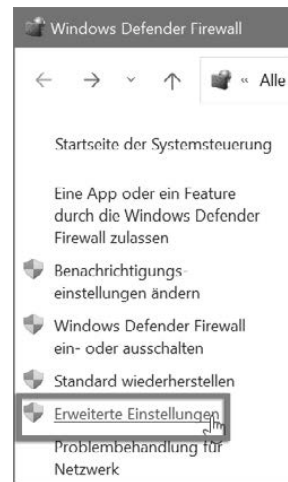 Windows Defender Firewall
« Alle
Startseite der Systemsteuerung
Eine App oder ein Feature
durch die Windows Defender
Firewall zulassen
Benachrichtigungs-
einstellungen ändern
Windows Defender Firewall
ein- oder ausschalten
Standard wiederherstellen
Erweiterte Einstellungen
Problembehandlung für
Netzwerk